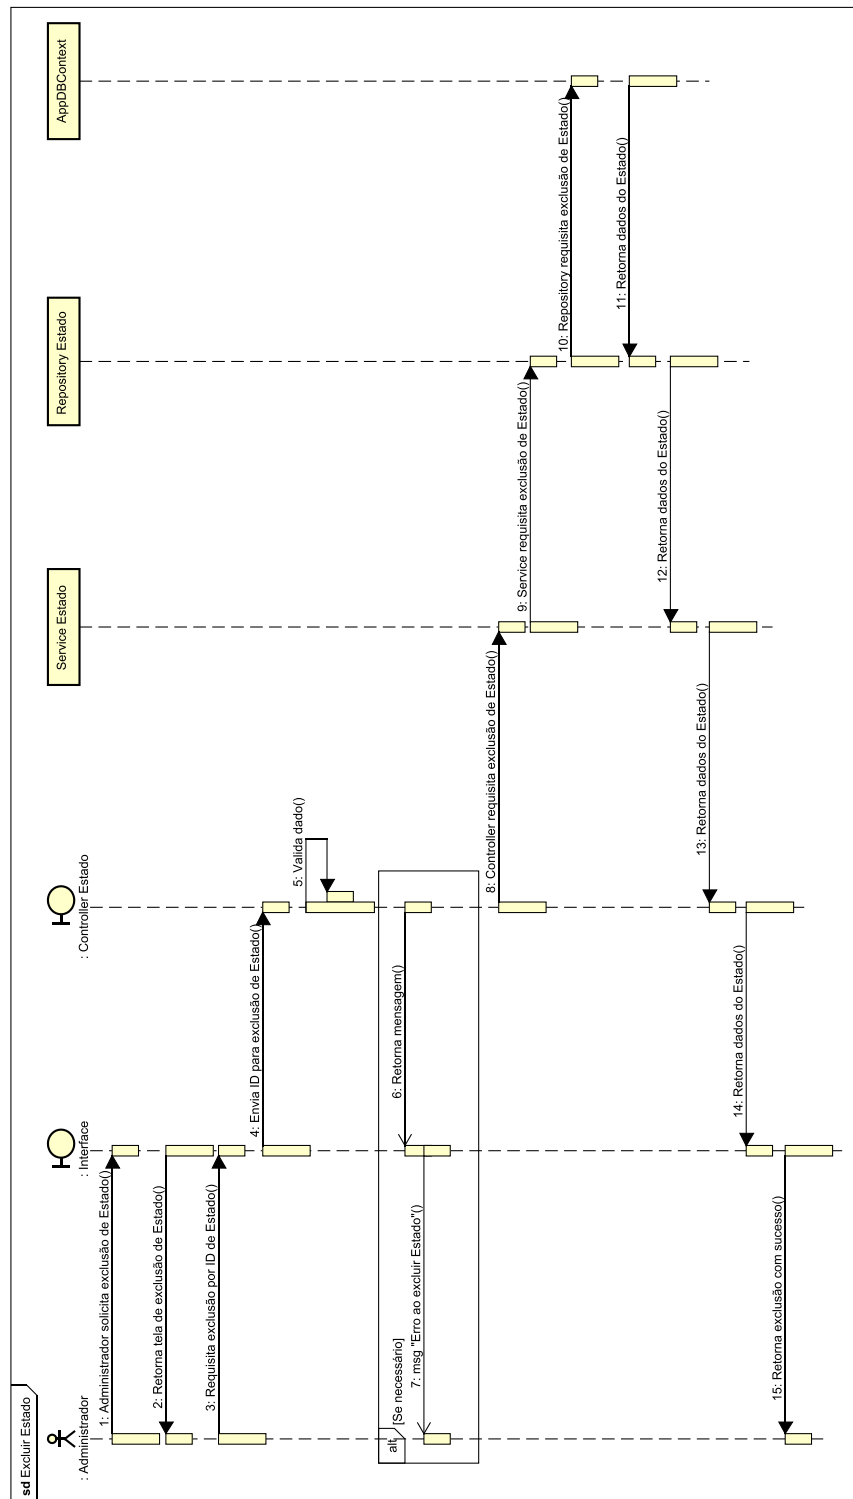 sd Excluir Estado
: Administrador
: Interface
: Controller Estado
Service Estado
Repository Estado
AppDBContext
1: Administrador solicita exclusão de Estado()
2: Retorna tela de exclusão de Estado()
3: Requisita exclusão por ID de Estado()
4: Envia ID para exclusão de Estado()
5: Valida dado()
alt
[Se necessário]
6: Retorna mensagem()
7: msg "Erro ao excluir Estado"()
8: Controller requisita exclusão de Estado()
9: Service requisita exclusão de Estado()
10: Repository requisita exclusão de Estado()
11: Retorna dados do Estado()
12: Retorna dados do Estado()
13: Retorna dados do Estado()
14: Retorna dados do Estado()
15: Retorna exclusão com sucesso()